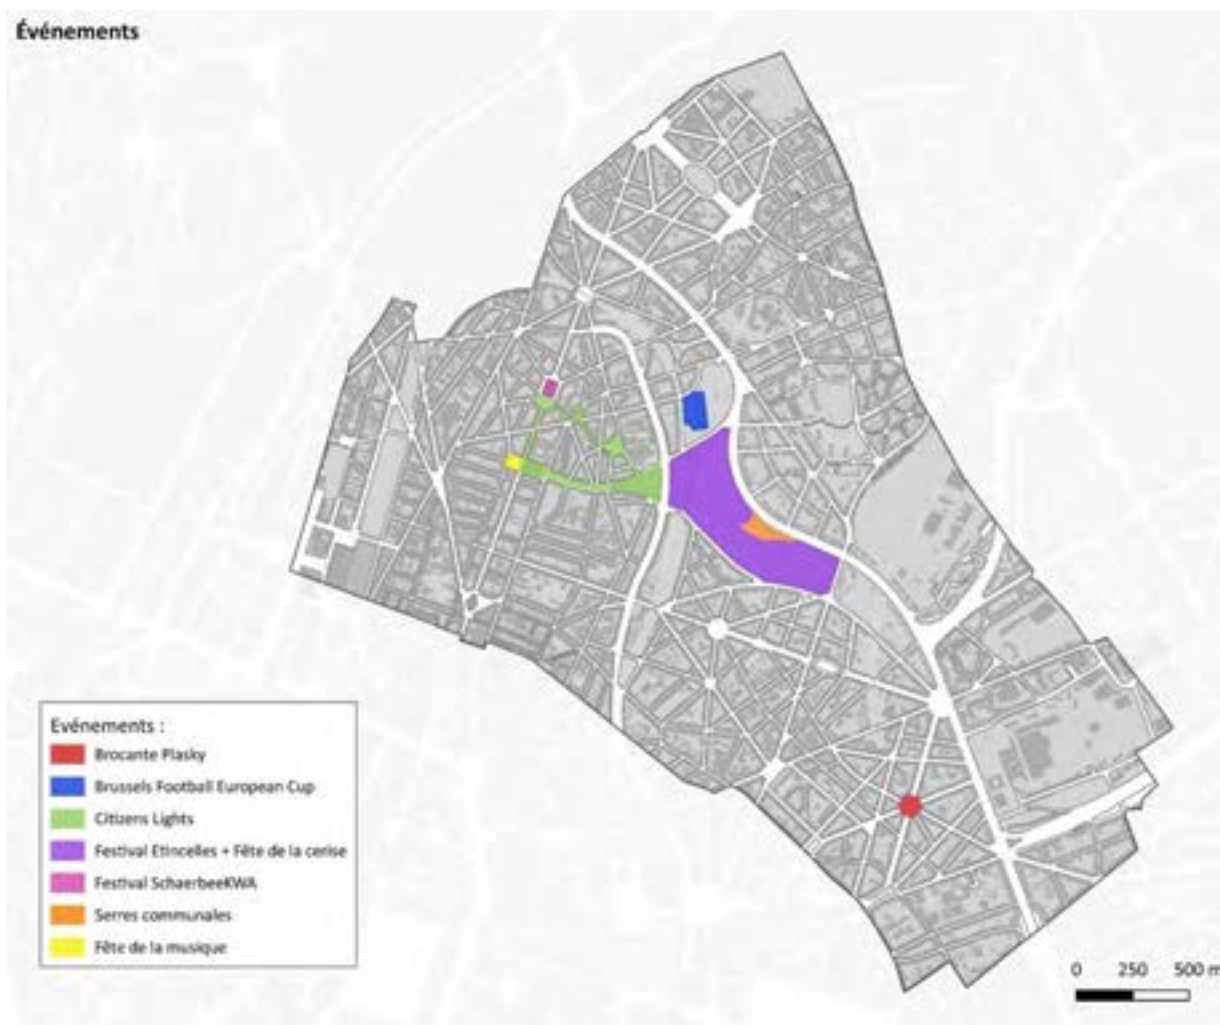 Événements
Evénements :
Brocante Plasky
Brussels Football European Cup
Citizens Lights
Festival Etincelles + Fête de la cerise
Festival SchaerbeeKWA
Serres communales
Fête de la musique
0 250 500 m